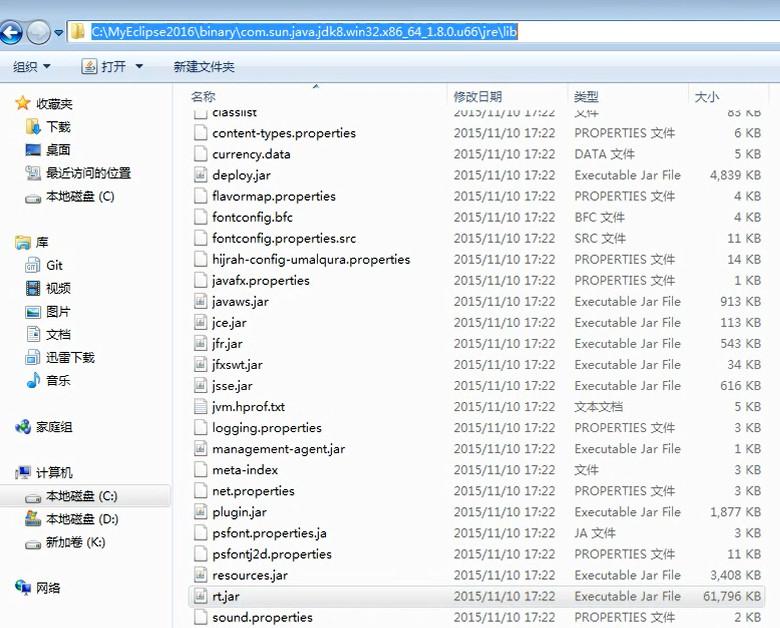 C:\MyEclipse2016\binary\com.sun.java.jdk8.win32.x86_64_1.8.0.u66\jre\lib
组织 打开 新建文件夹
收藏夹
下载
桌面
最近访问的位置
本地磁盘 (C)
库
Git
视频
图片
文档
迅雷下载
音乐
家庭组
计算机
本地磁盘 (C:)
本地磁盘 (D:)
新加卷 (K:)
网络
名称 修改日期 类型 大小
classlist 2015/11/10 17:22 文件 83 KB
content-types.properties 2015/11/10 17:22 PROPERTIES 文件 6 KB
currency.data 2015/11/10 17:22 DATA 文件 5 KB
deploy.jar 2015/11/10 17:22 Executable Jar File 4,839 KB
flavormap.properties 2015/11/10 17:22 PROPERTIES 文件 4 KB
fontconfig.bfc 2015/11/10 17:22 BFC 文件 4 KB
fontconfig.properties.src 2015/11/10 17:22 SRC 文件 11 KB
hijrah-config-umalqura.properties 2015/11/10 17:22 PROPERTIES 文件 14 KB
javafx.properties 2015/11/10 17:22 PROPERTIES 文件 1 KB
javaws.jar 2015/11/10 17:22 Executable Jar File 913 KB
jce.jar 2015/11/10 17:22 Executable Jar File 113 KB
jfr.jar 2015/11/10 17:22 Executable Jar File 543 KB
jfxswt.jar 2015/11/10 17:22 Executable Jar File 34 KB
jsse.jar 2015/11/10 17:22 Executable Jar File 616 KB
jvm.hprof.txt 2015/11/10 17:22 文本文档 5 KB
logging.properties 2015/11/10 17:22 PROPERTIES 文件 3 KB
management-agent.jar 2015/11/10 17:22 Executable Jar File 1 KB
meta-index 2015/11/10 17:22 文件 3 KB
net.properties 2015/11/10 17:22 PROPERTIES 文件 3 KB
plugin.jar 2015/11/10 17:22 Executable Jar File 1,877 KB
psfont.properties.ja 2015/11/10 17:22 JA 文件 3 KB
psfontj2d.properties 2015/11/10 17:22 PROPERTIES 文件 11 KB
resources.jar 2015/11/10 17:22 Executable Jar File 3,408 KB
rt.jar 2015/11/10 17:22 Executable Jar File 61,796 KB
sound.properties 2015/11/10 17:22 PROPERTIES 文件 2 KB